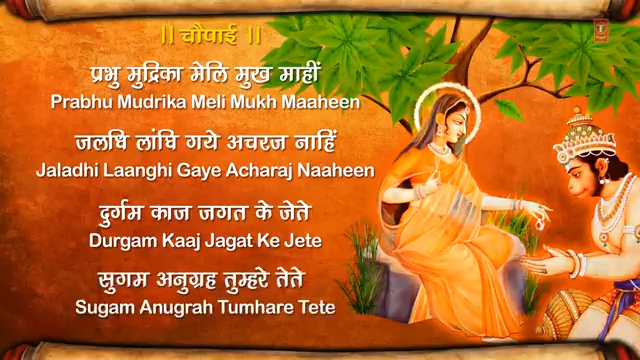 ॥ चौपाई ॥
प्रभु मुद्रिका मेलि मुख माहीं
Prabhu Mudrika Meli Mukh Maaheen
जलधि लांघि गये अचरज नाहिं
Jaladhi Laanghi Gaye Acharaj Naaheen
दुर्गम काज जगत के जेते
Durgam Kaaj Jagat Ke Jete
सुगम अनुग्रह तुम्हरे तेते
Sugam Anugrah Tumhare Tete